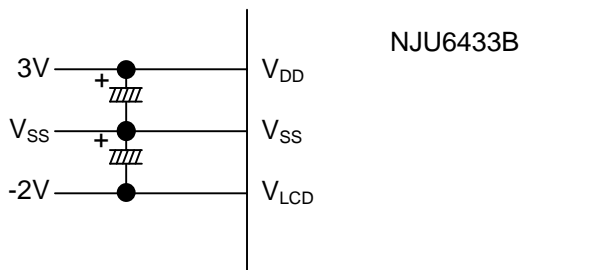 NJU6433B
3V
+
VDD
VSS
+
VSS
-2V
VLCD